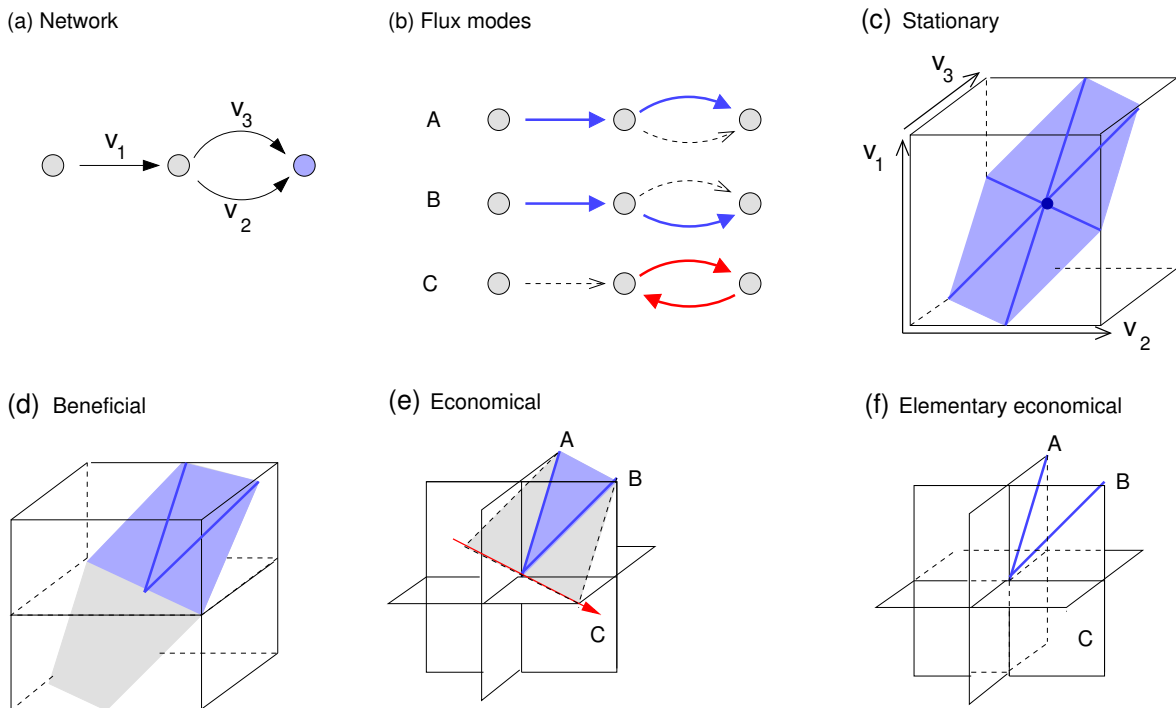 (a) Network
(b) Flux modes
(c) Stationary
v1
v3
v2
A
B
C
v3
v1
v2
(d) Beneficial
(e) Economical
(f) Elementary economical
A
B
C
A
B
C